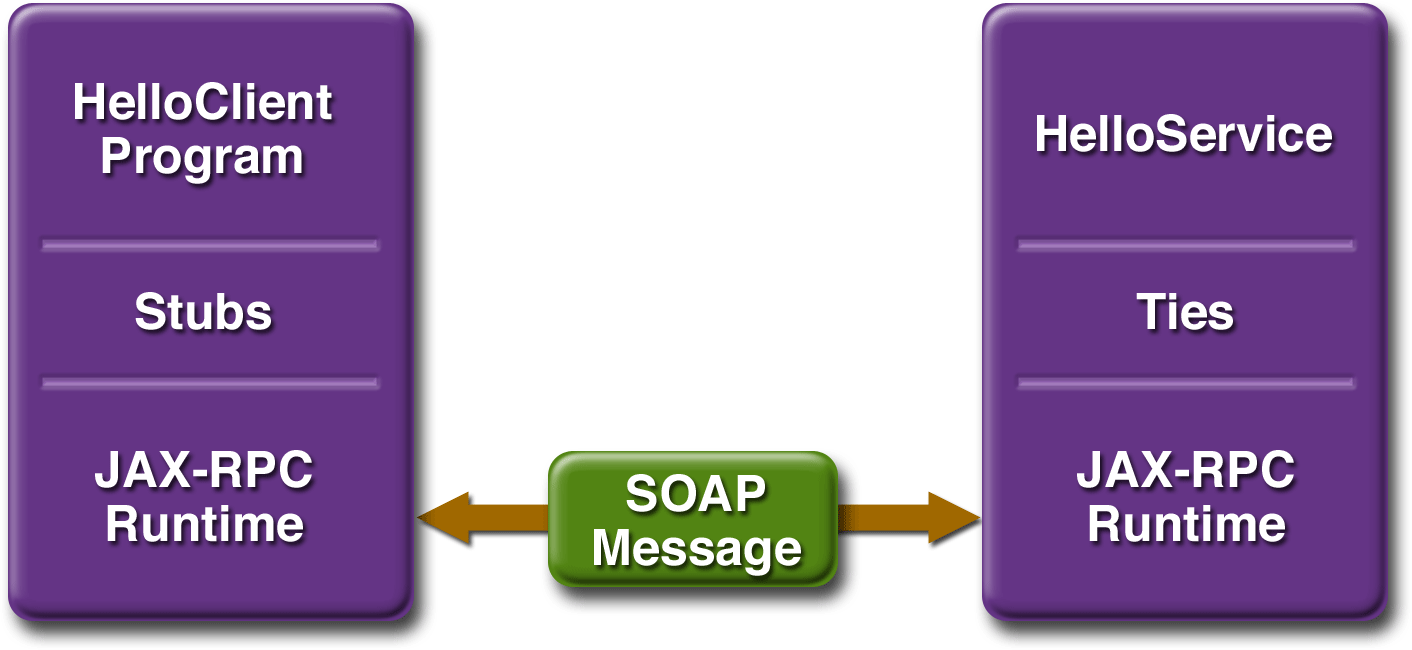 HelloClient
Program
Stubs
JAX-RPC
Runtime
SOAP
Message
HelloService
Ties
JAX-RPC
Runtime